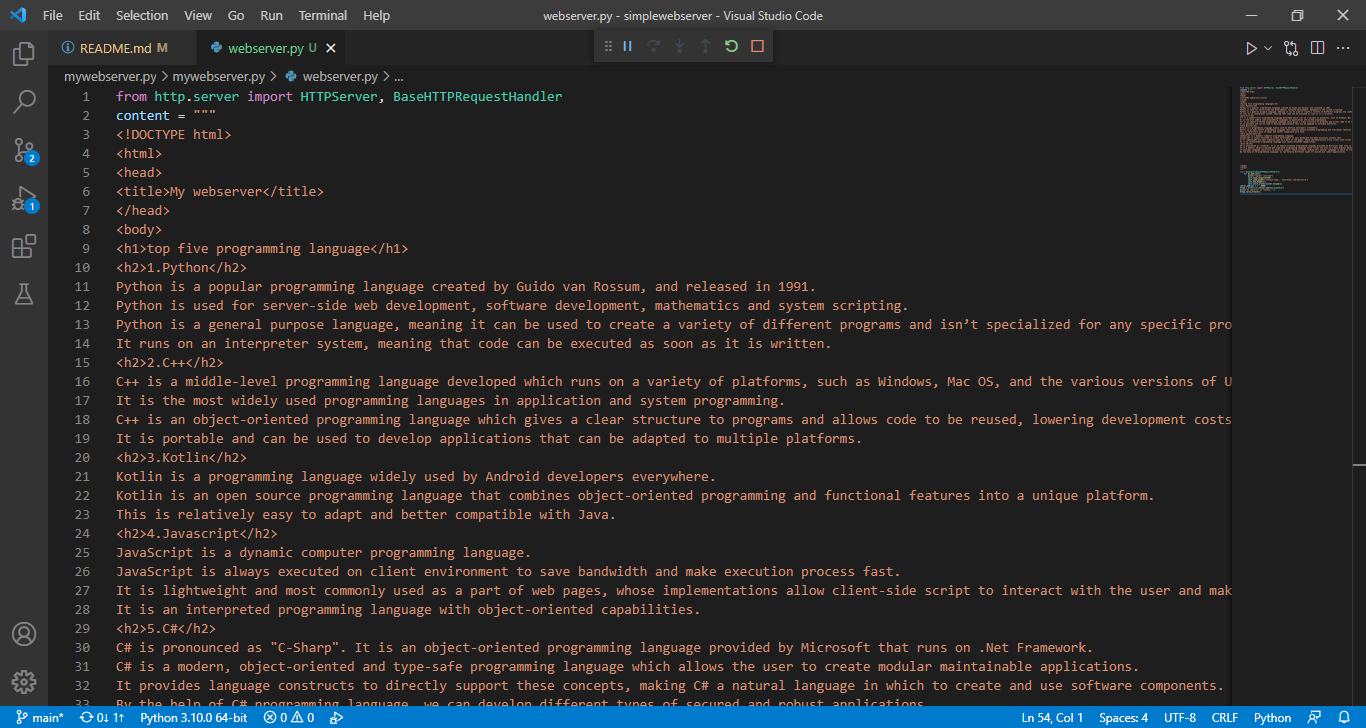 File Edit Selection View Go Run Terminal Help
webserver.py - simplewebserver - Visual Studio Code
README.md M
webserver.py U
mywebserver.py > mywebserver.py > webserver.py > ...
1 from http.server import HTTPServer, BaseHTTPRequestHandler
2 content = """
3 <!DOCTYPE html>
4 <html>
5 <head>
6 <title>My webserver</title>
7 </head>
8 <body>
9 <h1>top five programming language</h1>
10 <h2>1.Python</h2>
11 Python is a popular programming language created by Guido van Rossum, and released in 1991.
12 Python is used for server-side web development, software development, mathematics and system scripting.
13 Python is a general purpose language, meaning it can be used to create a variety of different programs and isn’t specialized for any specific pro
14 It runs on an interpreter system, meaning that code can be executed as soon as it is written.
15 <h2>2.C++</h2>
16 C++ is a middle-level programming language developed which runs on a variety of platforms, such as Windows, Mac OS, and the various versions of U
17 It is the most widely used programming languages in application and system programming.
18 C++ is an object-oriented programming language which gives a clear structure to programs and allows code to be reused, lowering development costs
19 It is portable and can be used to develop applications that can be adapted to multiple platforms.
20 <h2>3.Kotlin</h2>
21 Kotlin is a programming language widely used by Android developers everywhere.
22 Kotlin is an open source programming language that combines object-oriented programming and functional features into a unique platform.
23 This is relatively easy to adapt and better compatible with Java.
24 <h2>4.Javascript</h2>
25 JavaScript is a dynamic computer programming language.
26 JavaScript is always executed on client environment to save bandwidth and make execution process fast.
27 It is lightweight and most commonly used as a part of web pages, whose implementations allow client-side script to interact with the user and mak
28 It is an interpreted programming language with object-oriented capabilities.
29 <h2>5.C#</h2>
30 C# is pronounced as "C-Sharp". It is an object-oriented programming language provided by Microsoft that runs on .Net Framework.
31 C# is a modern, object-oriented and type-safe programming language which allows the user to create modular maintainable applications.
32 It provides language constructs to directly support these concepts, making C# a natural language in which to create and use software components.
33 By the help of C# programming language, we can develop different types of secured and robust applications
2
1
main* 0↓ 1↑ Python 3.10.0 64-bit 0 0
Ln 54, Col 1 Spaces: 4 UTF-8 CRLF Python